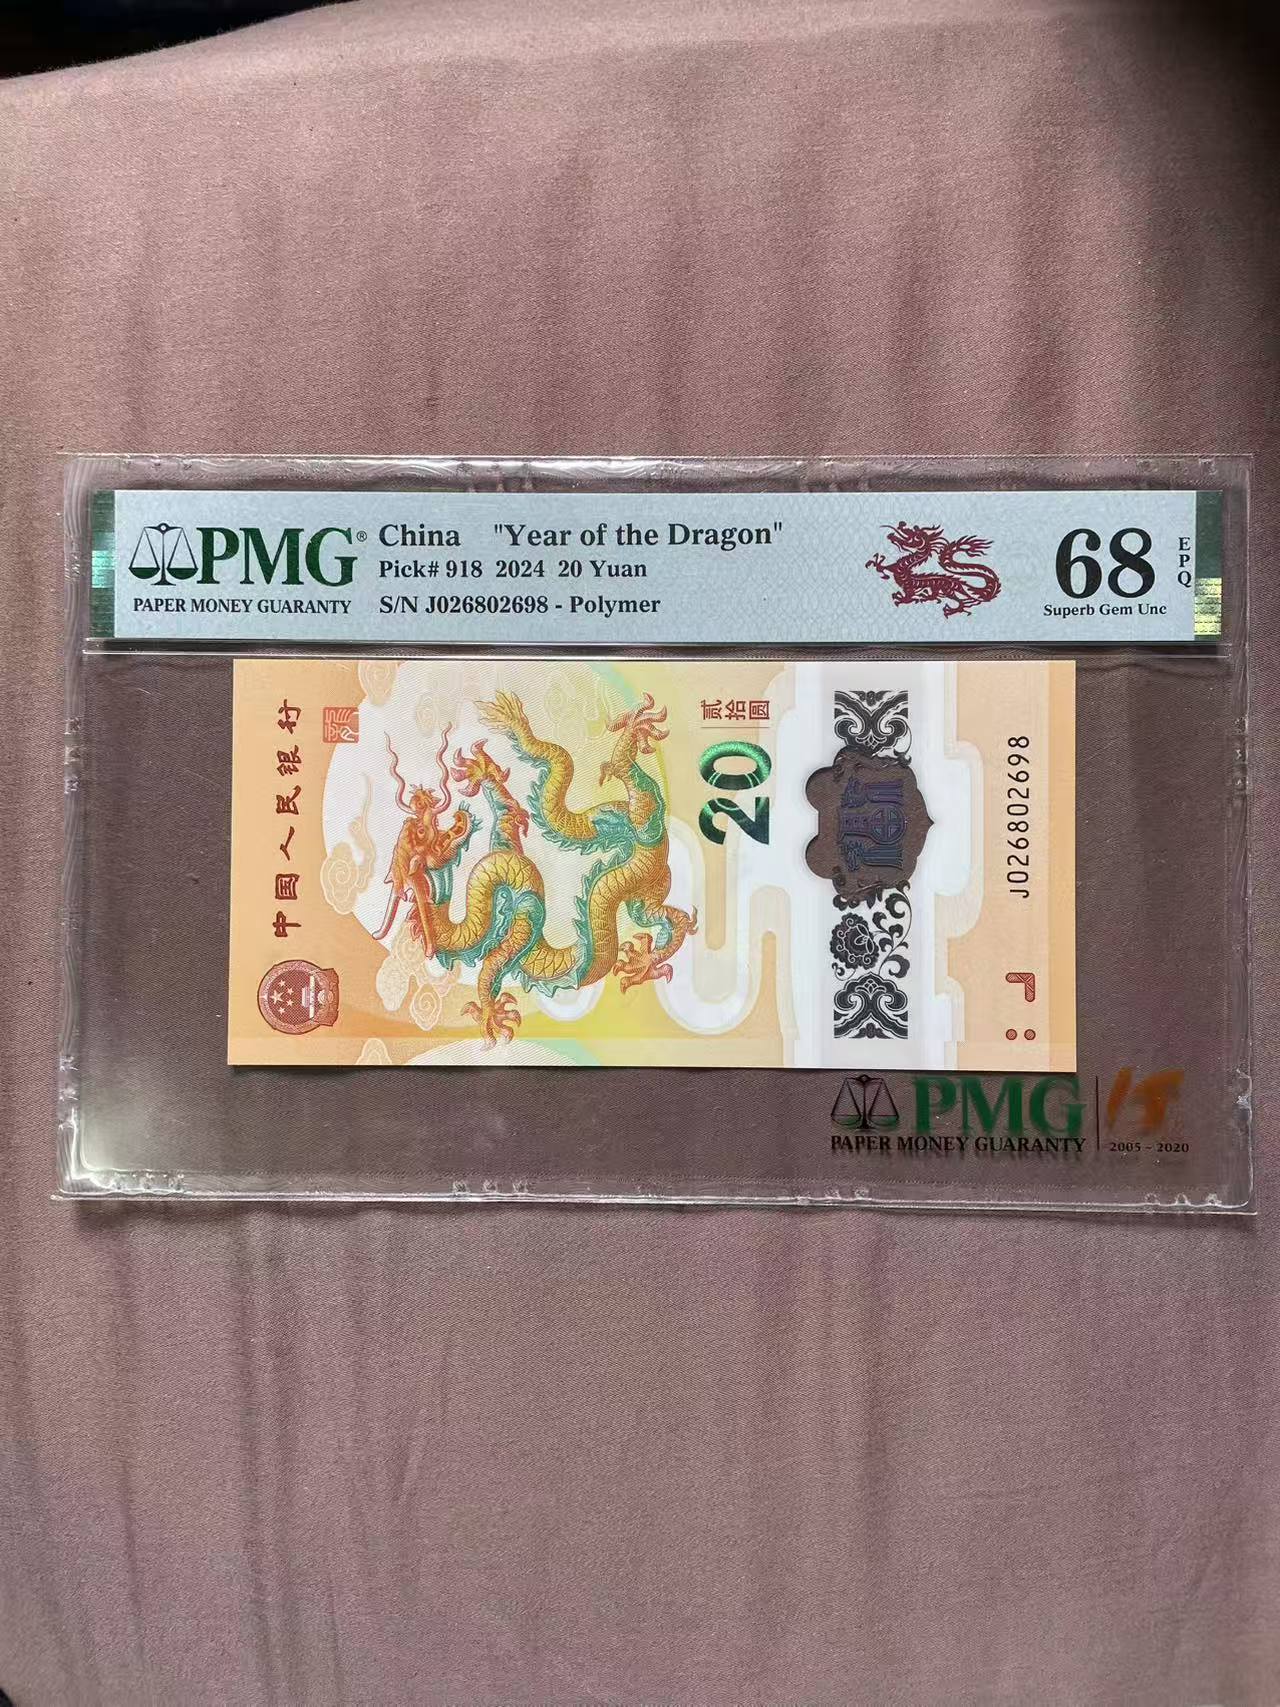 PMG®
PAPER MONEY GUARANTY
China "Year of the Dragon"
Pick# 918 2024 20 Yuan
S/N J026802698 - Polymer
68
EPQ
Superb Gem Unc
中国人民银行
贰拾圆
20
福
J026802698
PMG
PAPER MONEY GUARANTY
15
2005 - 2020